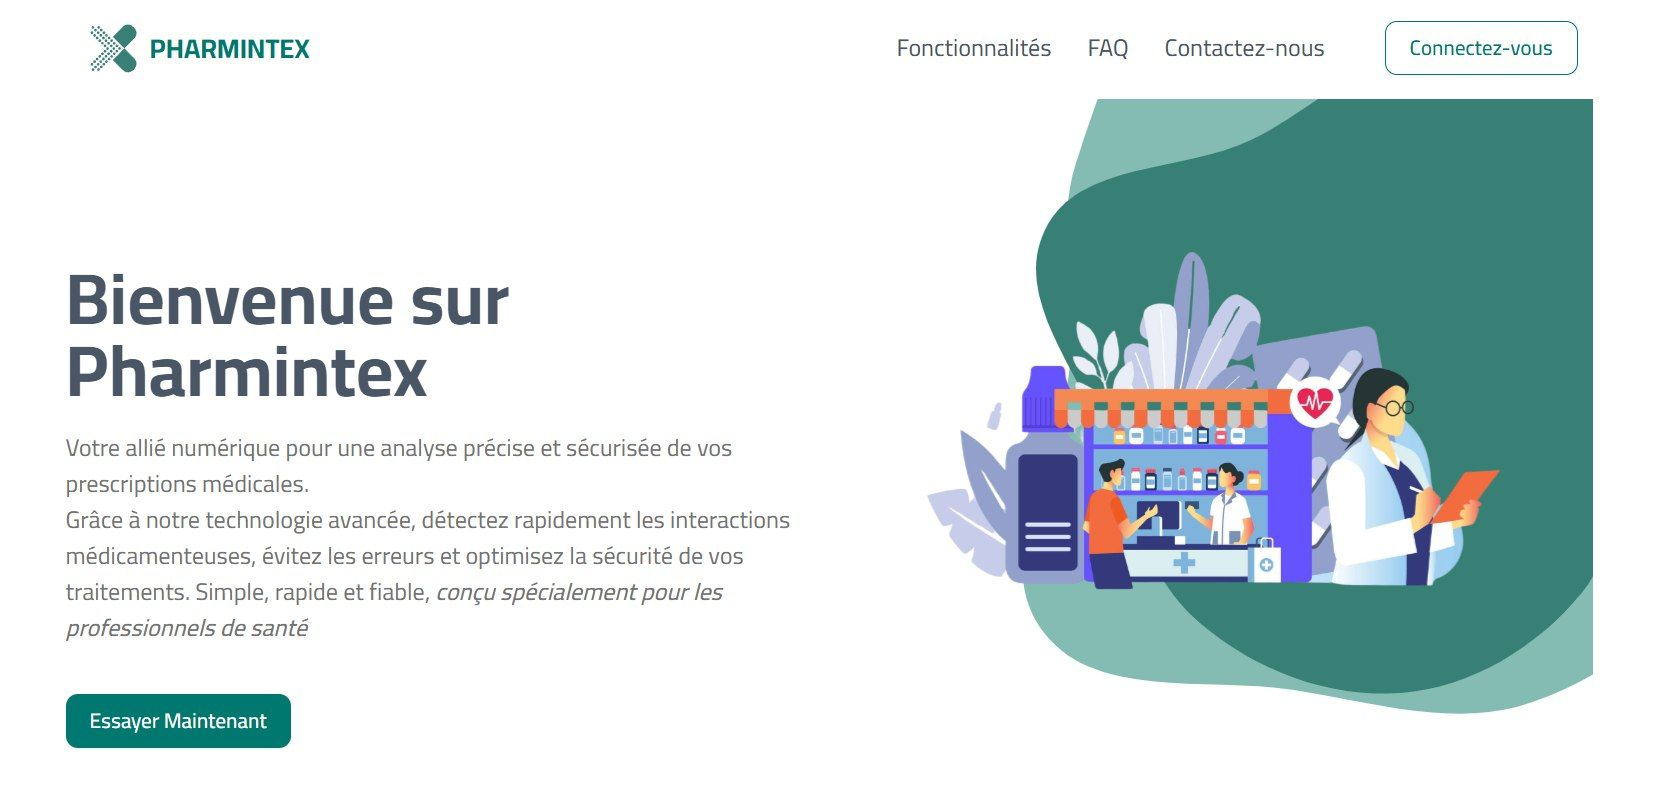 PHARMINTEX
Fonctionnalités
FAQ
Contactez-nous
Connectez-vous
Bienvenue sur
Pharmintex
Votre allié numérique pour une analyse précise et sécurisée de vos
prescriptions médicales.
Grâce à notre technologie avancée, détectez rapidement les interactions
médicamenteuses, évitez les erreurs et optimisez la sécurité de vos
traitements. Simple, rapide et fiable, conçu spécialement pour les
professionnels de santé
Essayer Maintenant